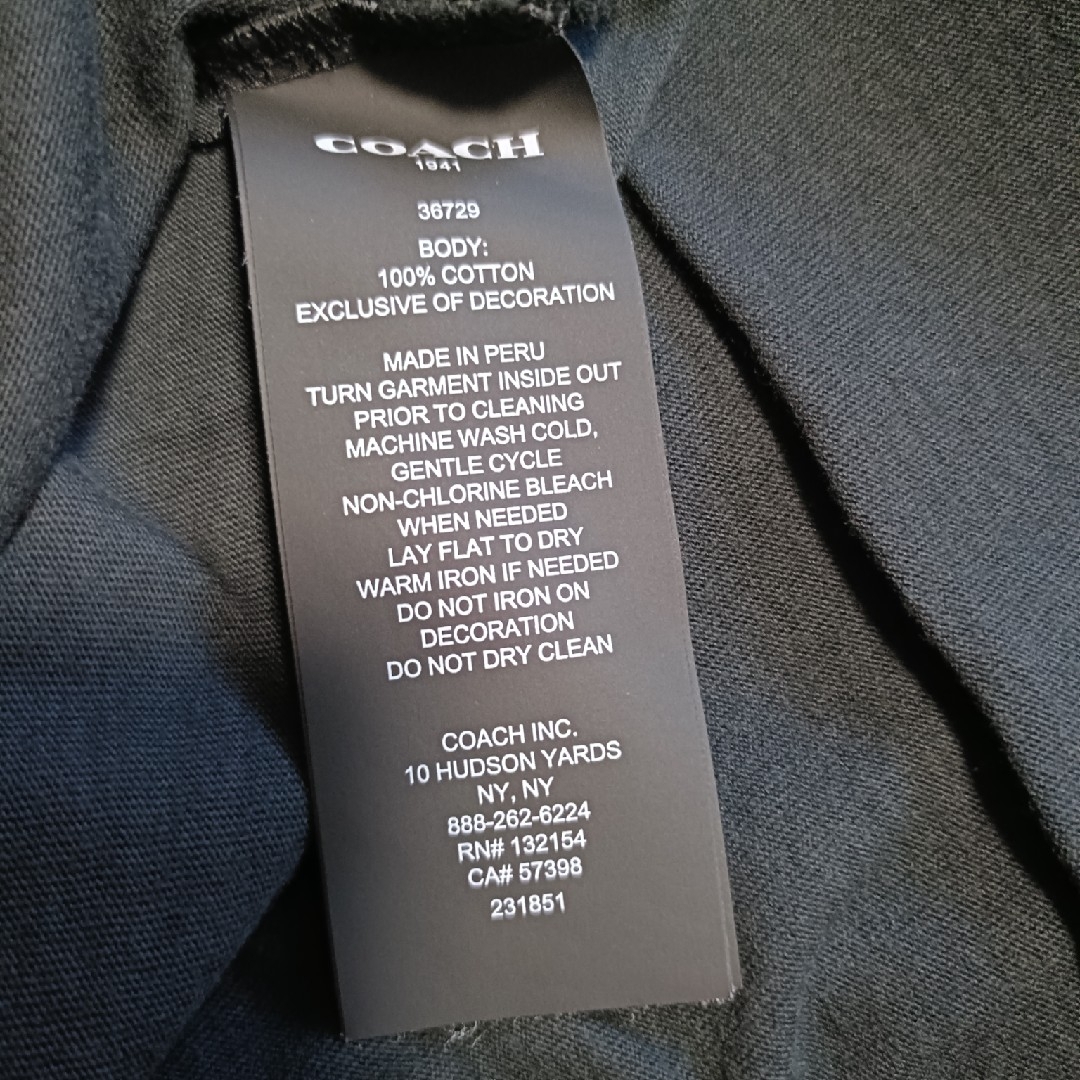 COACH
1941
36729
BODY:
100% COTTON
EXCLUSIVE OF DECORATION
MADE IN PERU
TURN GARMENT INSIDE OUT
PRIOR TO CLEANING
MACHINE WASH COLD,
GENTLE CYCLE
NON-CHLORINE BLEACH
WHEN NEEDED
LAY FLAT TO DRY
WARM IRON IF NEEDED
DO NOT IRON ON
DECORATION
DO NOT DRY CLEAN
COACH INC.
10 HUDSON YARDS
NY, NY
888-262-6224
RN# 132154
CA# 57398
231851